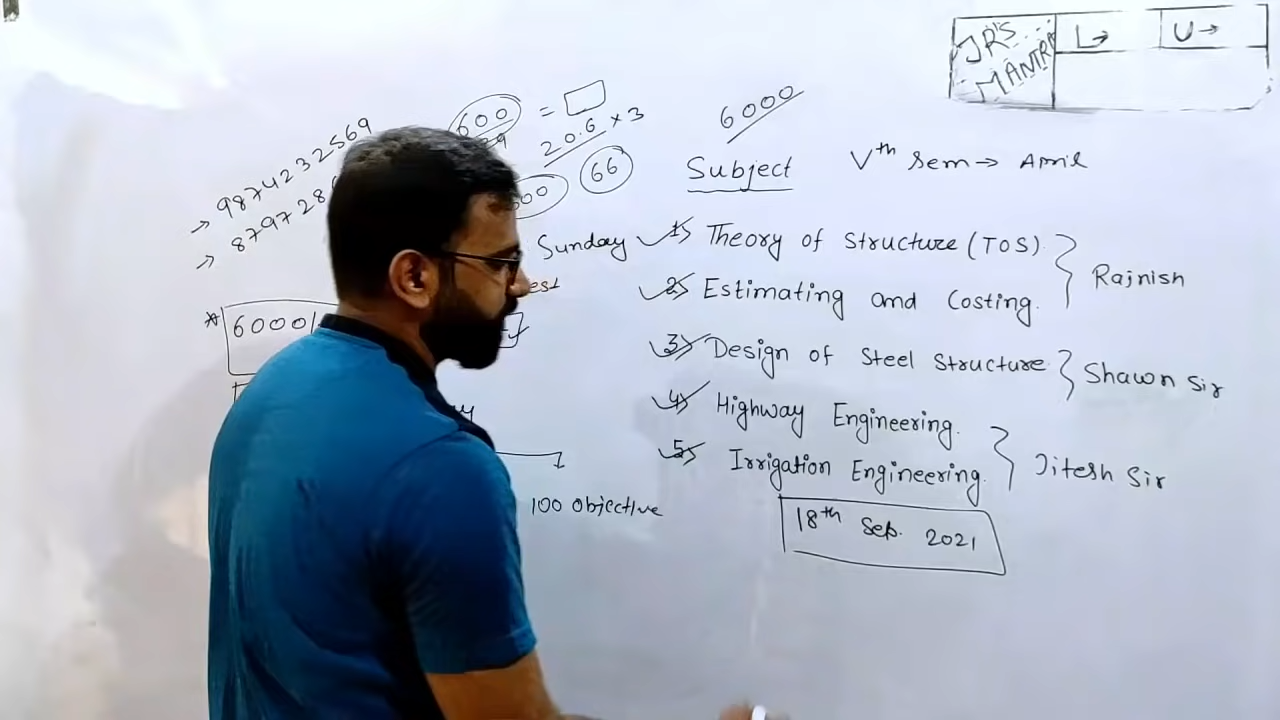 JR'S
MANTRA
L→
U→
→ 9874232569
→ 8797286
600 = 
20.6 × 3
66
6000
Subject Vth Sem → April
Sunday
1) Theory of Structure (TOS)
2) Estimating and Costing.
Rajnish
3) Design of Steel Structure
Shawn Sir
4) Highway Engineering.
5) Irrigation Engineering.
Jitesh Sir
* 6000/
100 Objective
18th Sep. 2021